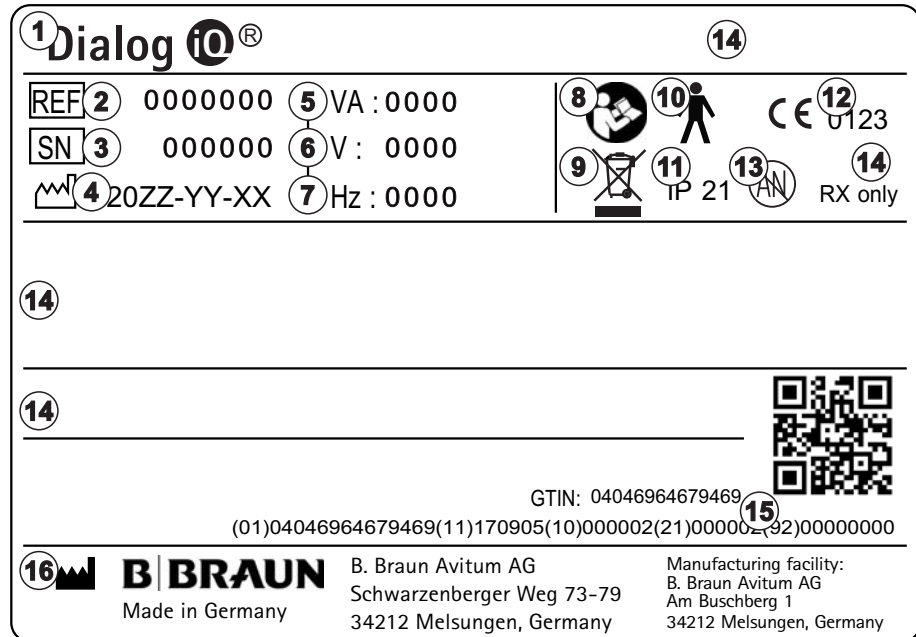 1 Dialog iQ® 14
REF 2 0000000 5 VA : 0000 8 10 CE 12 0123
SN 3 000000 6 V : 0000
4 20ZZ-YY-XX 7 Hz : 0000 9 11 IP 21 13 AN 14 RX only
14
14
GTIN: 04046964679469
15
(01)04046964679469(11)170905(10)000002(21)000002(92)00000000
16 B|BRAUN
Made in Germany
B. Braun Avitum AG
Schwarzenberger Weg 73-79
34212 Melsungen, Germany
Manufacturing facility:
B. Braun Avitum AG
Am Buschberg 1
34212 Melsungen, Germany